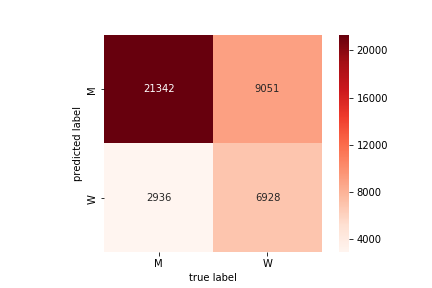 20000
M
21342
9051
16000
predicted label
12000
W
2936
6928
8000
4000
M
W
true label